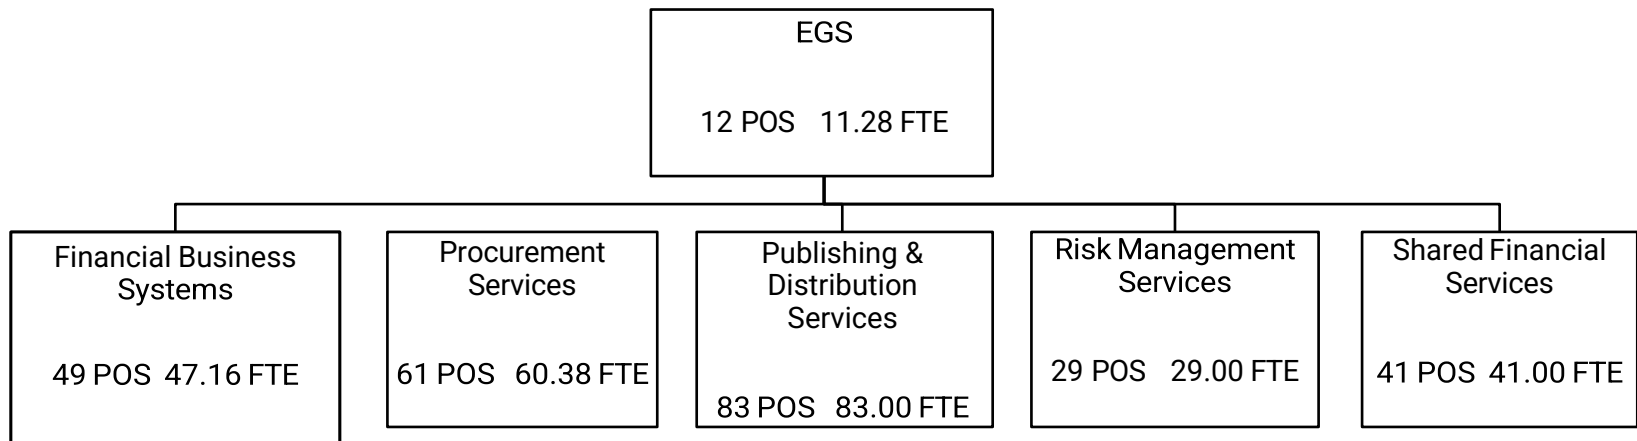 EGS
12 POS 11.28 FTE
Financial Business
Systems
49 POS 47.16 FTE
Procurement
Services
61 POS 60.38 FTE
Publishing &
Distribution
Services
83 POS 83.00 FTE
Risk Management
Services
29 POS 29.00 FTE
Shared Financial
Services
41 POS 41.00 FTE